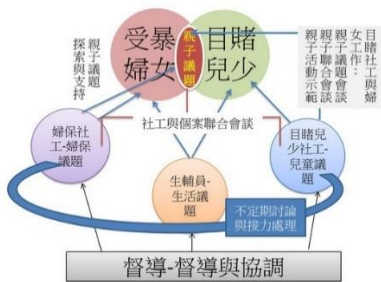 受暴
婦女
親子議題
目睹
兒少
親子議題
探索與支持
目睹社工與婦
女工作：
親子議題會談
親子聯合會談
親子活動示範
社工與個案聯合會談
婦保社
工-婦保
議題
生輔員-
生活議
題
目睹兒
少社工-
兒童議
題
不定期討論
與接力處理
督導-督導與協調